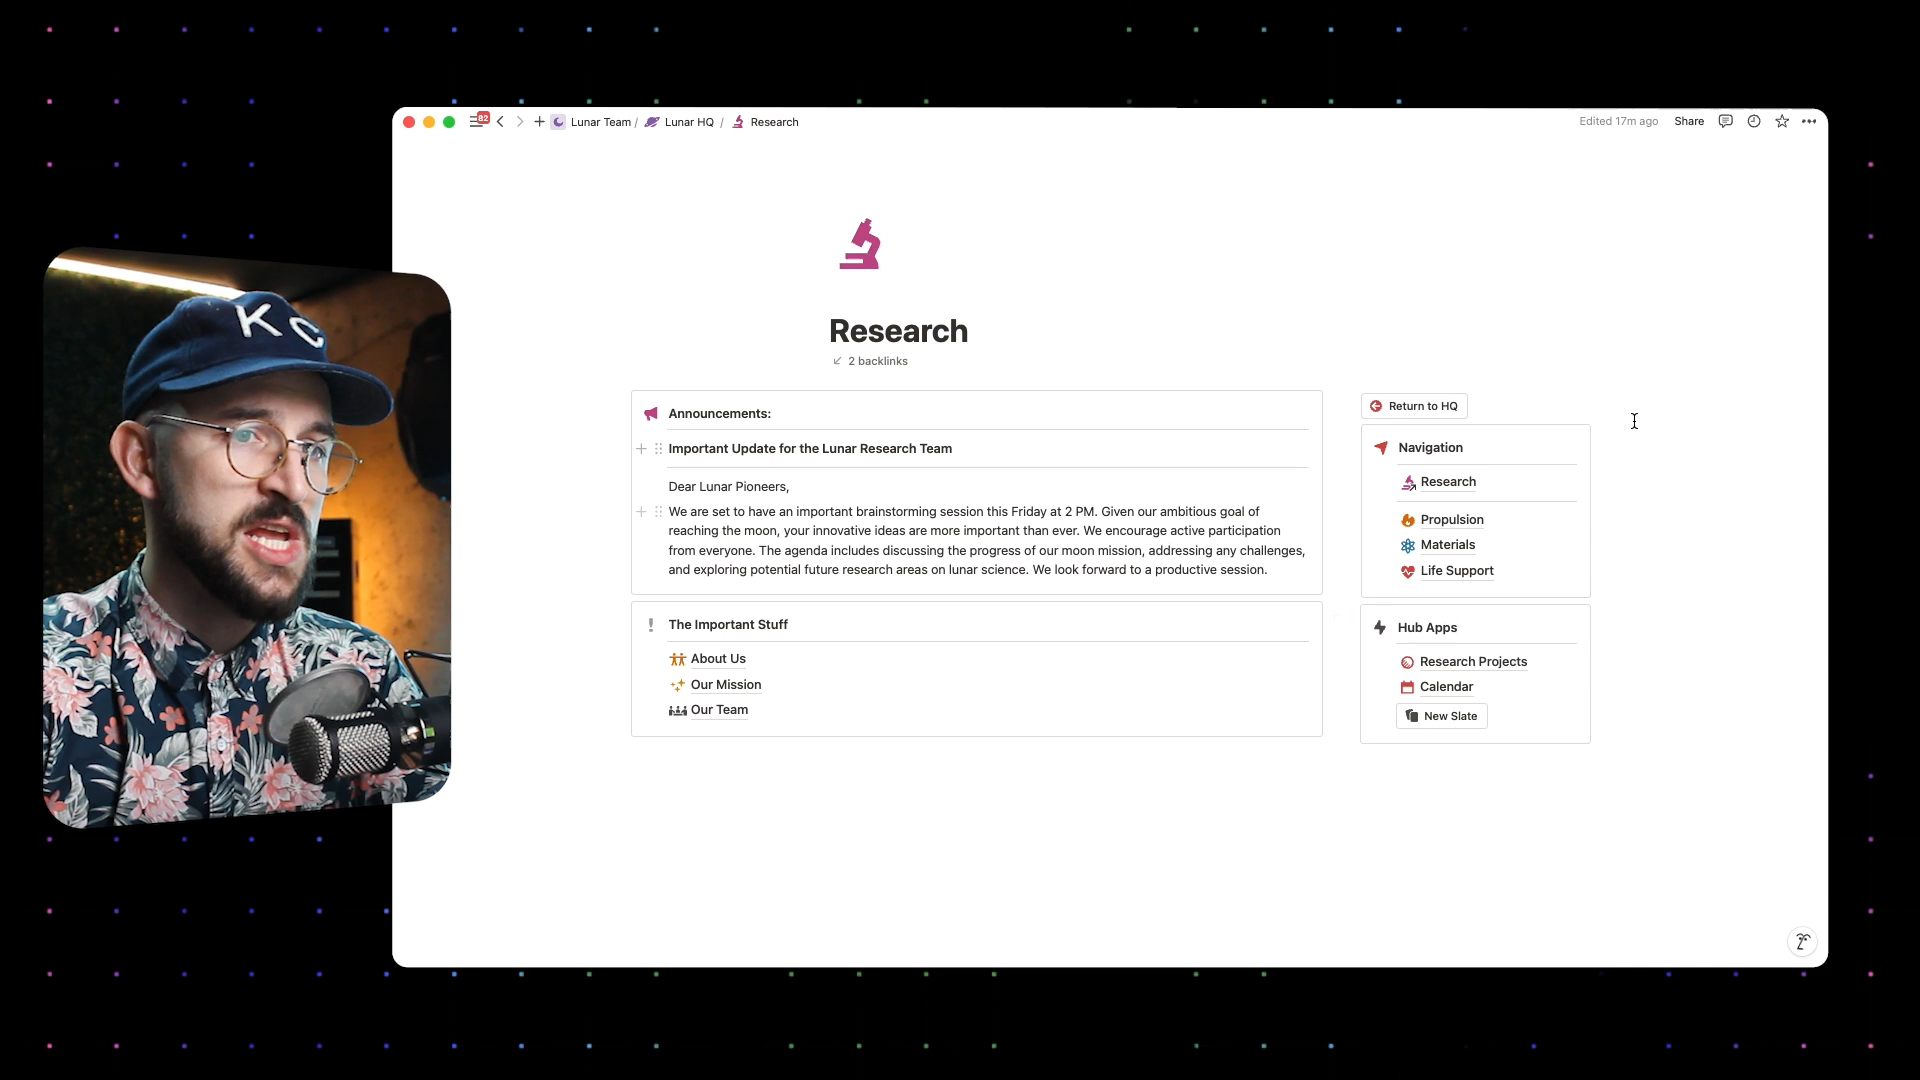 82
Lunar Team / Lunar HQ / Research
Edited 17m ago
Share
KC
Research
2 backlinks
Announcements:
Important Update for the Lunar Research Team
Dear Lunar Pioneers,
We are set to have an important brainstorming session this Friday at 2 PM. Given our ambitious goal of
reaching the moon, your innovative ideas are more important than ever. We encourage active participation
from everyone. The agenda includes discussing the progress of our moon mission, addressing any challenges,
and exploring potential future research areas on lunar science. We look forward to a productive session.
The Important Stuff
About Us
Our Mission
Our Team
Return to HQ
Navigation
Research
Propulsion
Materials
Life Support
Hub Apps
Research Projects
Calendar
New Slate